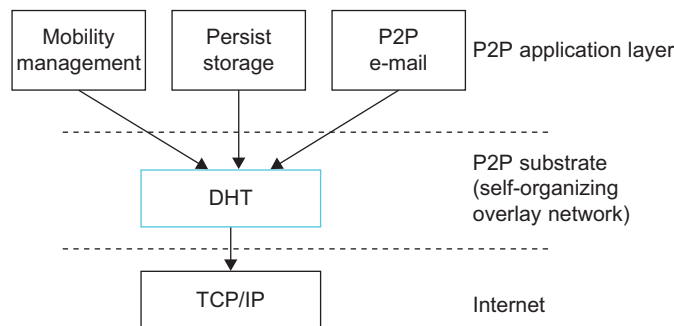 Mobility
management
Persist
storage
P2P
e-mail
P2P application layer
DHT
P2P substrate
(self-organizing
overlay network)
TCP/IP
Internet